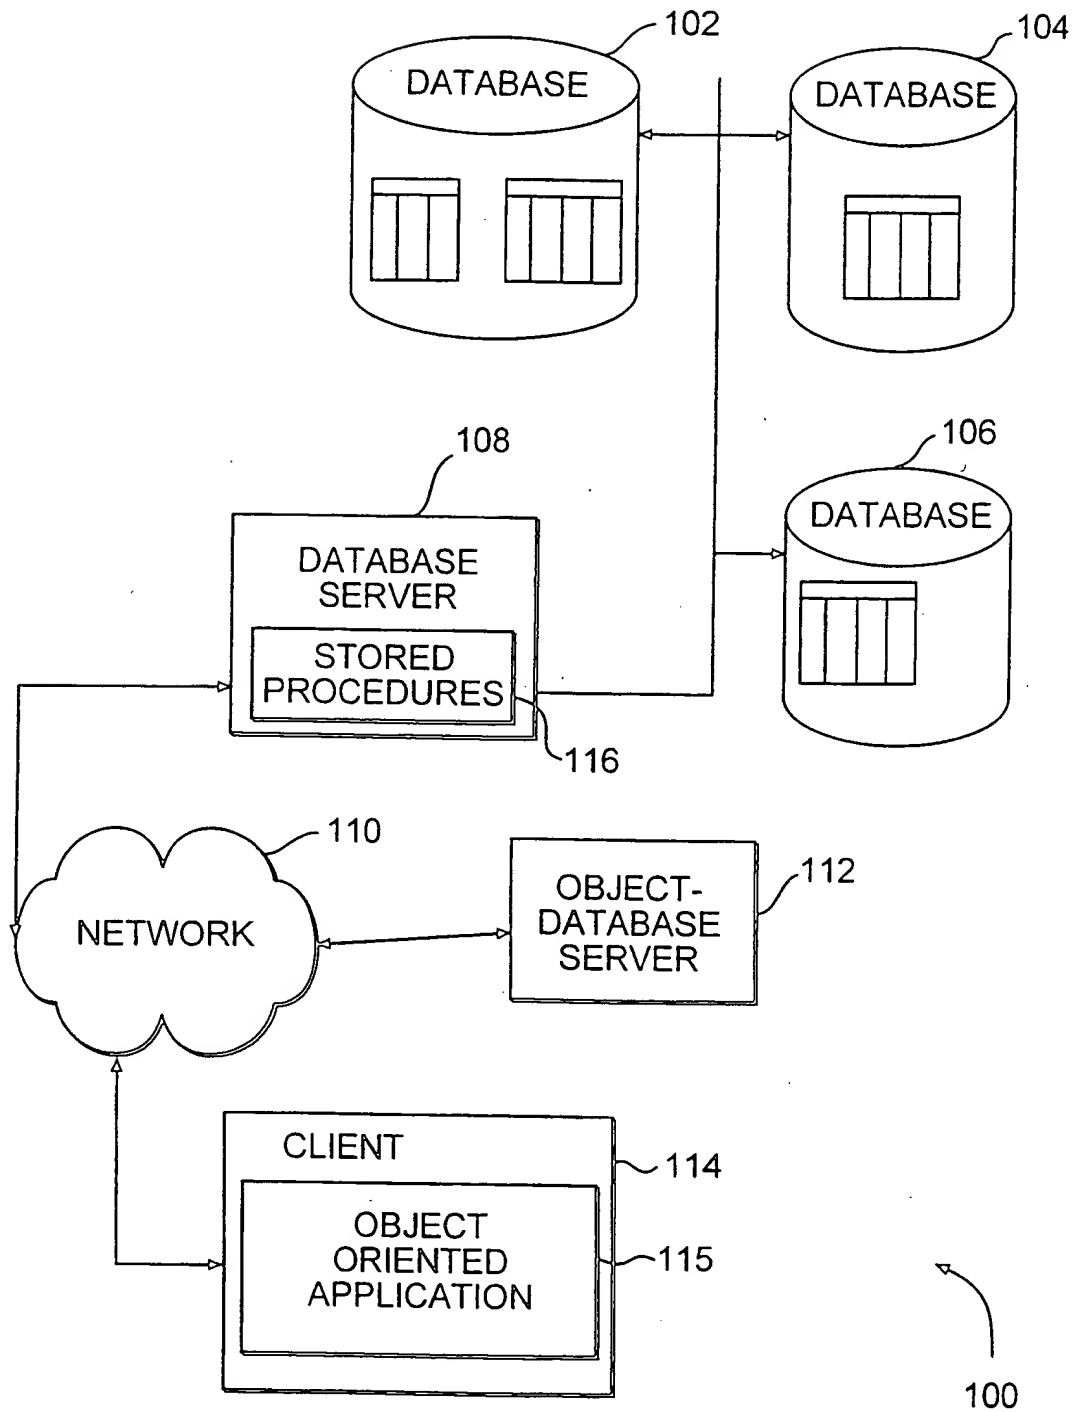 102
104
DATABASE
DATABASE
106
108
DATABASE
DATABASE
SERVER
STORED
PROCEDURES
116
110
112
NETWORK
OBJECT-
DATABASE
SERVER
CLIENT
114
OBJECT
ORIENTED
APPLICATION
115
100